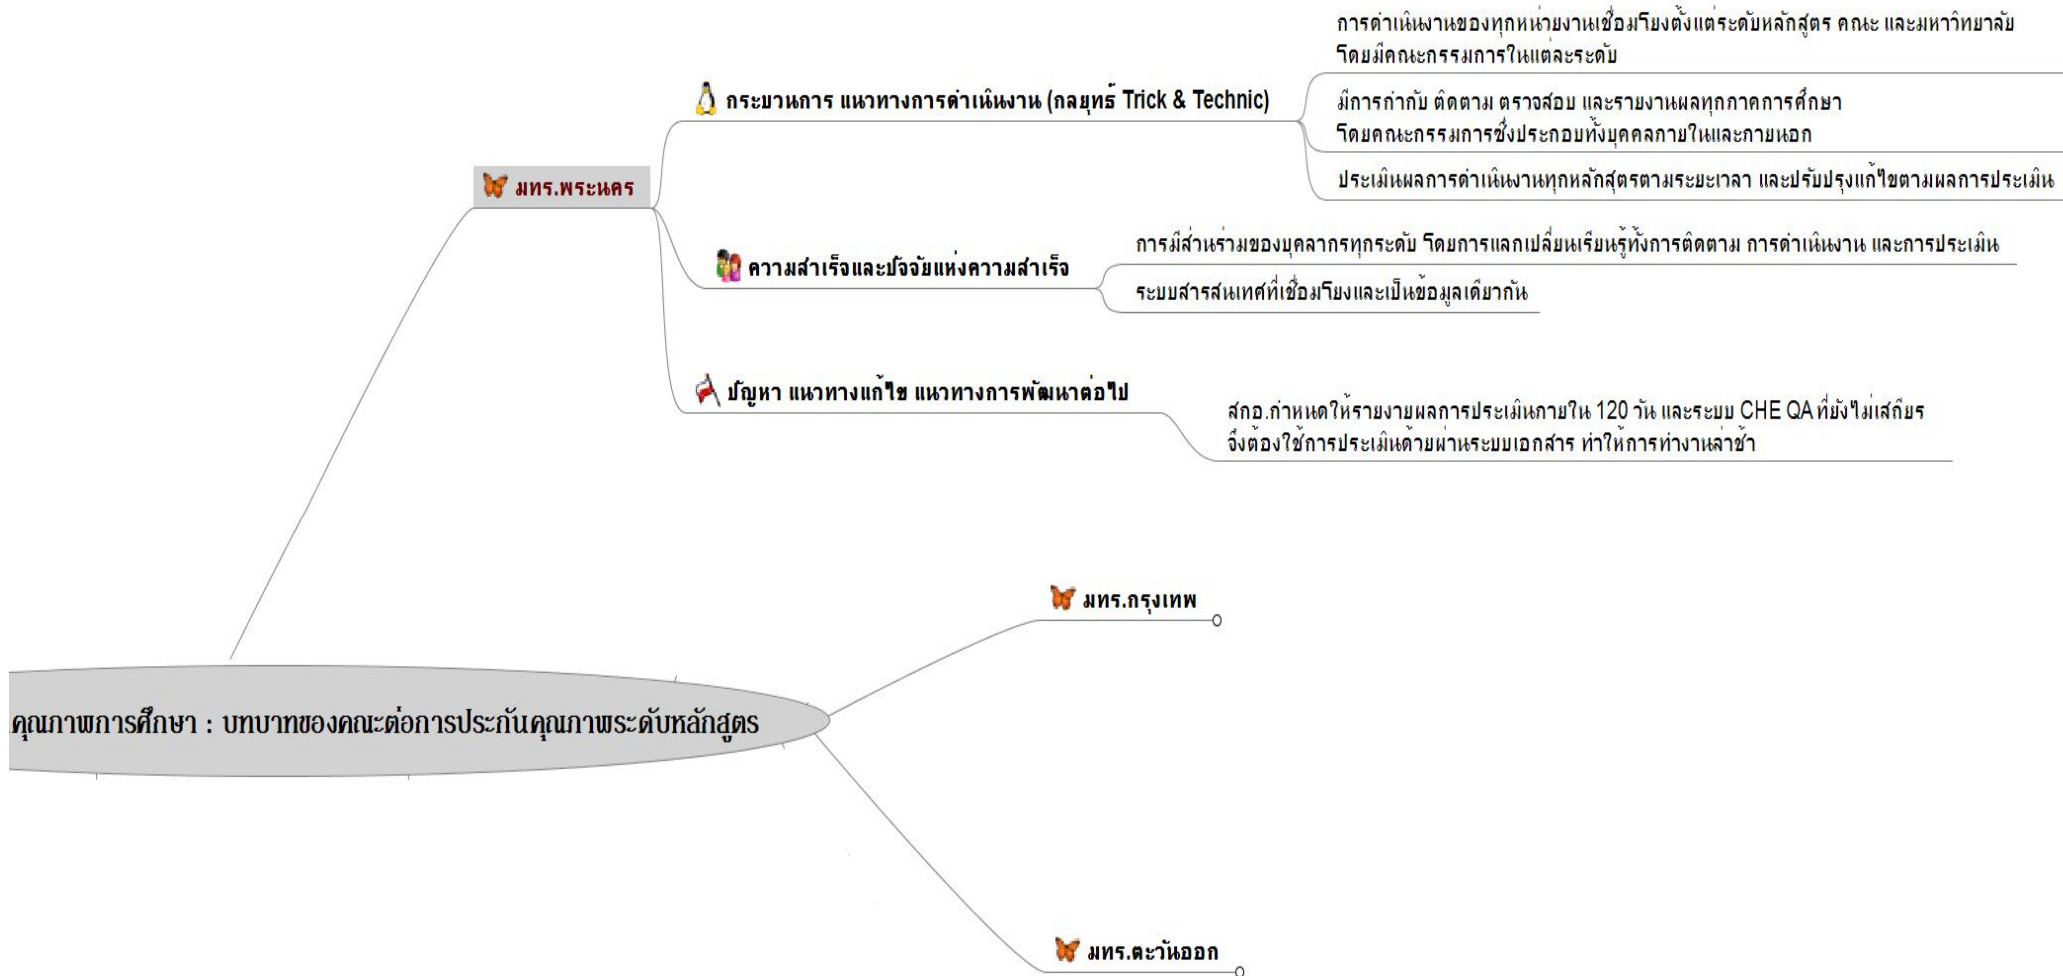 การดำเนินงานของทุกหน่วยงานเชื่อมโยงตั้งแต่ระดับหลักสูตร คณะ และมหาวิทยาลัย
โดยมีคณะกรรมการในแต่ละระดับ
กระบวนการ แนวทางการดำเนินงาน (กลยุทธ์ Trick & Technic)
มีการกำกับ ติดตาม ตรวจสอบ และรายงานผลทุกภาคการศึกษา
โดยคณะกรรมการซึ่งประกอบทั้งบุคคลภายในและภายนอก
ประเมินผลการดำเนินงานทุกหลักสุตรตามระยะเวลา และปรับปรุงแก้ไขตามผลการประเมิน
มทร.พระนคร
การมีส่วนร่วมของบุคลากรทุกระดับ โดยการแลกเปลี่ยนเรียนรู้ทั้งการติดตาม การดำเนินงาน และการประเมิน
ความสำเร็จและปัจจัยแห่งความสำเร็จ
ระบบสารสนเทศที่เชื่อมโยงและเป็นข้อมูลเดียวกัน
ปัญหา แนวทางแก้ไข แนวทางการพัฒนาต่อไป
สกอ.กำหนดให้รายงายผลการประเมินภายใน 120 วัน และระบบ CHE QA ที่ยังไม่เสถียร
จึงต้องใช้การประเมินด้วยผ่านระบบเอกสาร ทำให้การทำงานล่าช้า
มทร.กรุงเทพ
คุณภาพการศึกษา : บทบาทของคณะต่อการประกันคุณภาพระดับหลักสูตร
มทร.ตะวันออก